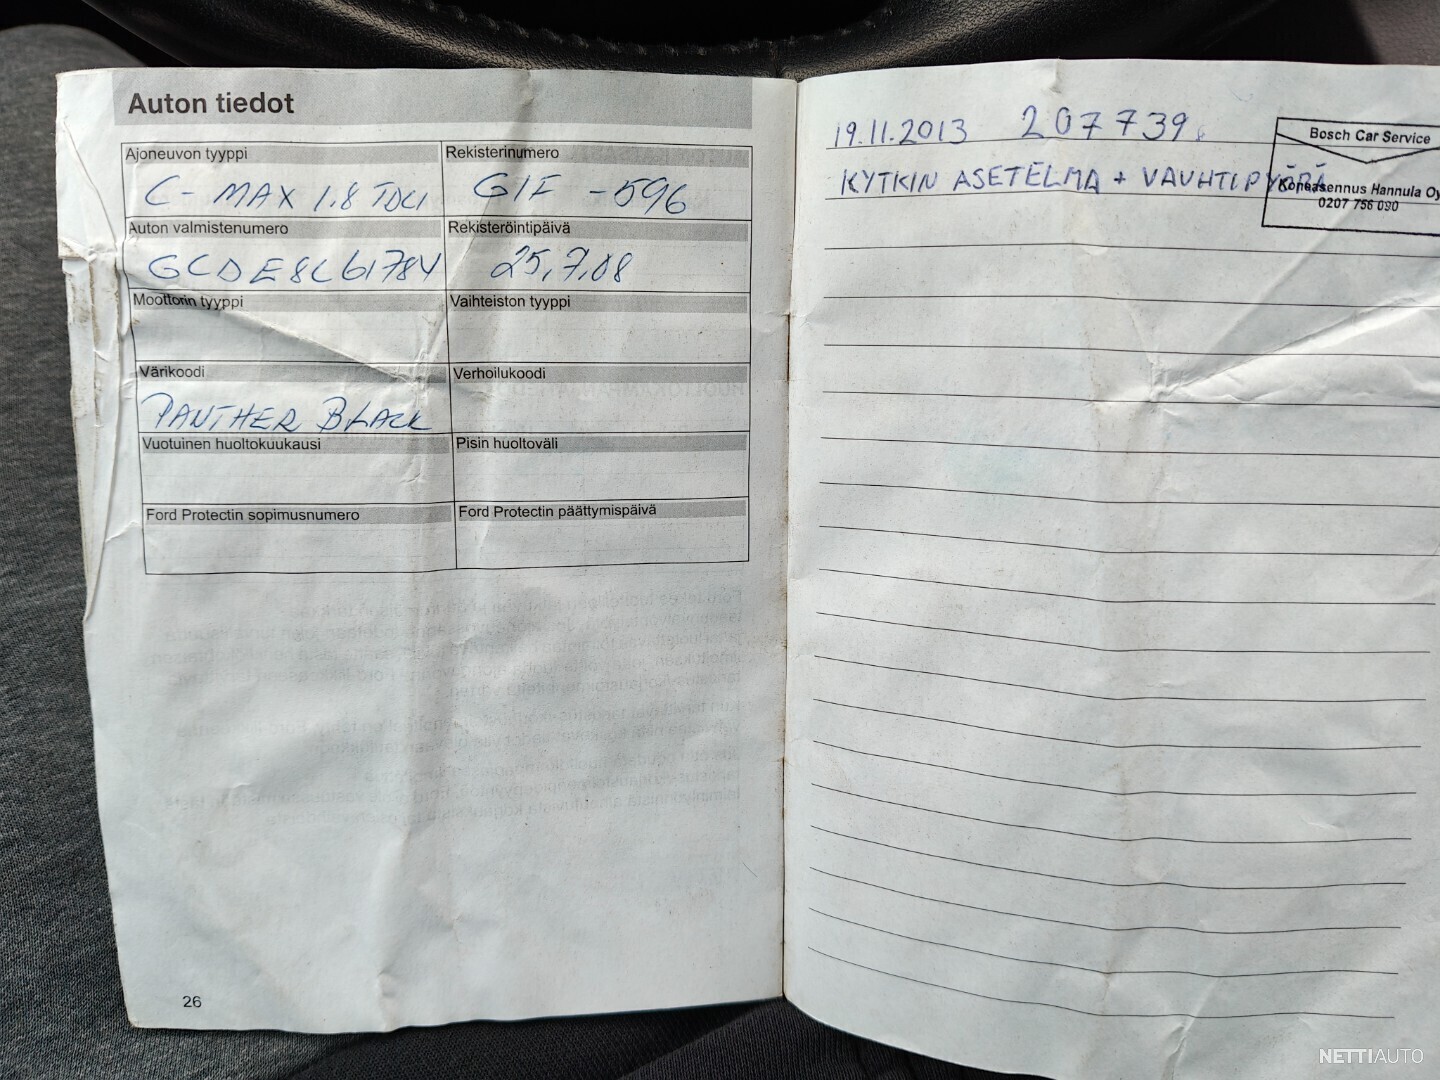 Auton tiedot
Ajoneuvon tyyppi
C-MAX 1.8 TDCI
Rekisterinumero
GIF -596
Auton valmistenumero
GCDE8L61784
Rekisteröintipäivä
25.7.08
Moottorin tyyppi
Vaihteiston tyyppi
Värikoodi
PANTHER BLACK
Verhoilukoodi
Vuotuinen huoltokuukausi
Pisin huoltoväli
Ford Protectin sopimusnumero
Ford Protectin päättymispäivä
26
19.11.2013 207739
KYTKIN ASETELMA + VAUHTIPYÖRÄ
Bosch Car Service
Koneasennus Hannula Oy
0207 756 090
NETTIAUTO